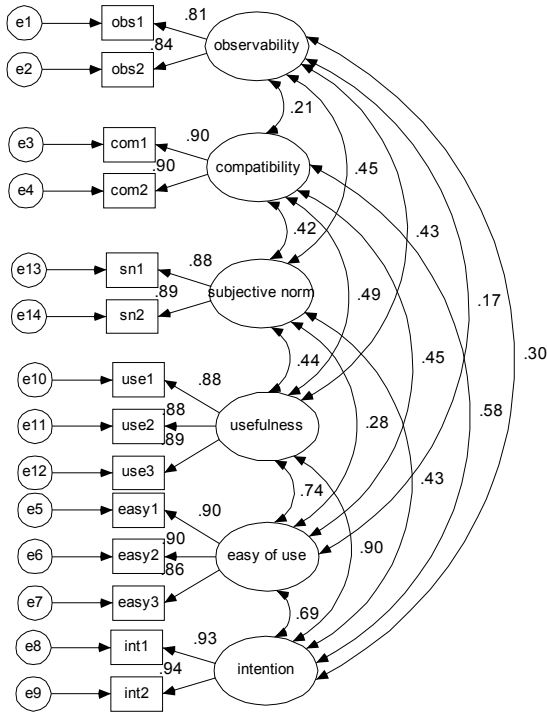 e1 obs1 .81
.84
e2 obs2
observability
.21
e3 com1 .90
.90
e4 com2
compatibility
.45
.42
.43
e13 sn1 .88
.89
e14 sn2
subjective norm
.49
.17
.44
.45
.30
e10 use1 .88
.88
e11 use2
.89
e12 use3
usefulness
.28
.58
.74
.43
e5 easy1 .90
.90
e6 easy2
.86
e7 easy3
easy of use
.90
.69
e8 int1 .93
.94
e9 int2
intention